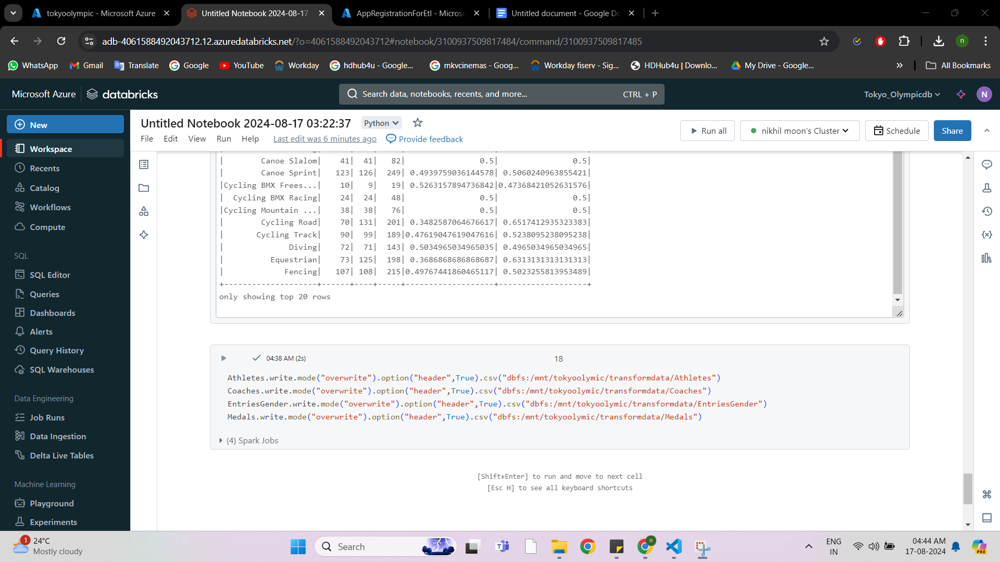 tokyoolympic - Microsoft Azure
Untitled Notebook 2024-08-17
AppRegistrationForEtl - Micros
Untitled document - Google Do
adb-4061588492043712.12.azuredatabricks.net/?o=4061588492043712#notebook/3100937509817484/command/3100937509817485
n
WhatsApp
Gmail
Translate
Google
YouTube
Workday
hdhub4u - Google...
mkvcinemas - Goog...
Workday fiserv - Sig...
HDHub4u | Downlo...
My Drive - Google...
All Bookmarks
Microsoft Azure
databricks
Search data, notebooks, recents, and more...
CTRL + P
Tokyo_Olympicdb
N
New
Workspace
Recents
Catalog
Workflows
Compute
SQL
SQL Editor
Queries
Dashboards
Alerts
Query History
SQL Warehouses
Data Engineering
Job Runs
Data Ingestion
Delta Live Tables
Machine Learning
Playground
Experiments
Untitled Notebook 2024-08-17 03:22:37
Python
File Edit View Run Help
Last edit was 6 minutes ago
Provide feedback
Run all
nikhil moon's Cluster
Schedule
Share
| Canoe Slalom| 41| 41| 82| 0.5| 0.5|
| Canoe Sprint| 123| 126| 249| 0.4939759036144578| 0.5060240963855421|
|Cycling BMX Frees...| 10| 9| 19| 0.5263157894736842|0.47368421052631576|
| Cycling BMX Racing| 24| 24| 48| 0.5| 0.5|
|Cycling Mountain ...| 38| 38| 76| 0.5| 0.5|
| Cycling Road| 70| 131| 201| 0.3482587064676617| 0.6517412935323383|
| Cycling Track| 90| 99| 189|0.47619047619047616| 0.5238095238095238|
| Diving| 72| 71| 143| 0.5034965034965035| 0.4965034965034965|
| Equestrian| 73| 125| 198| 0.3686868686868687| 0.6313131313131313|
| Fencing| 107| 108| 215|0.49767441860465117| 0.5023255813953489|
+--------------------+------+----+-----+-------------------+-------------------+
only showing top 20 rows
04:38 AM (2s)
18
Athletes.write.mode("overwrite").option("header",True).csv("dbfs:/mnt/tokyoolymic/transformdata/Athletes")
Coaches.write.mode("overwrite").option("header",True).csv("dbfs:/mnt/tokyoolymic/transformdata/Coaches")
EntriesGender.write.mode("overwrite").option("header",True).csv("dbfs:/mnt/tokyoolymic/transformdata/EntriesGender")
Medals.write.mode("overwrite").option("header",True).csv("dbfs:/mnt/tokyoolymic/transformdata/Medals")
(4) Spark Jobs
[Shift+Enter] to run and move to next cell
[Esc H] to see all keyboard shortcuts
1
24°C
Mostly cloudy
Search
n
ENG
IN
04:44 AM
17-08-2024
PRE